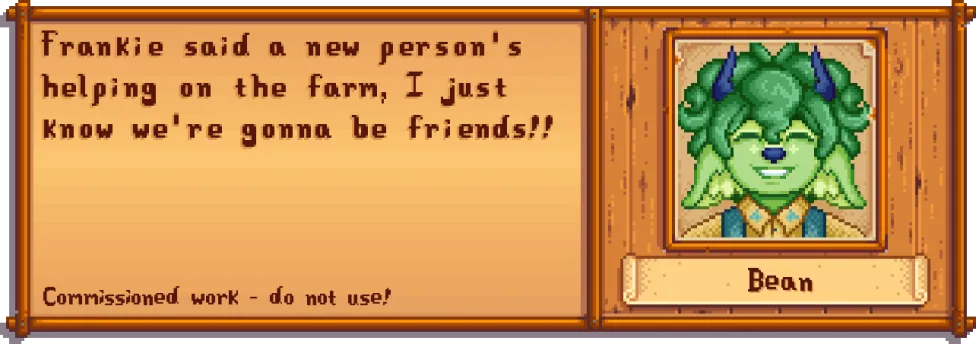 Frankie said a new person's
helping on the farm, I just
know we're gonna be friends!!
Commissioned work - do not use!
Bean